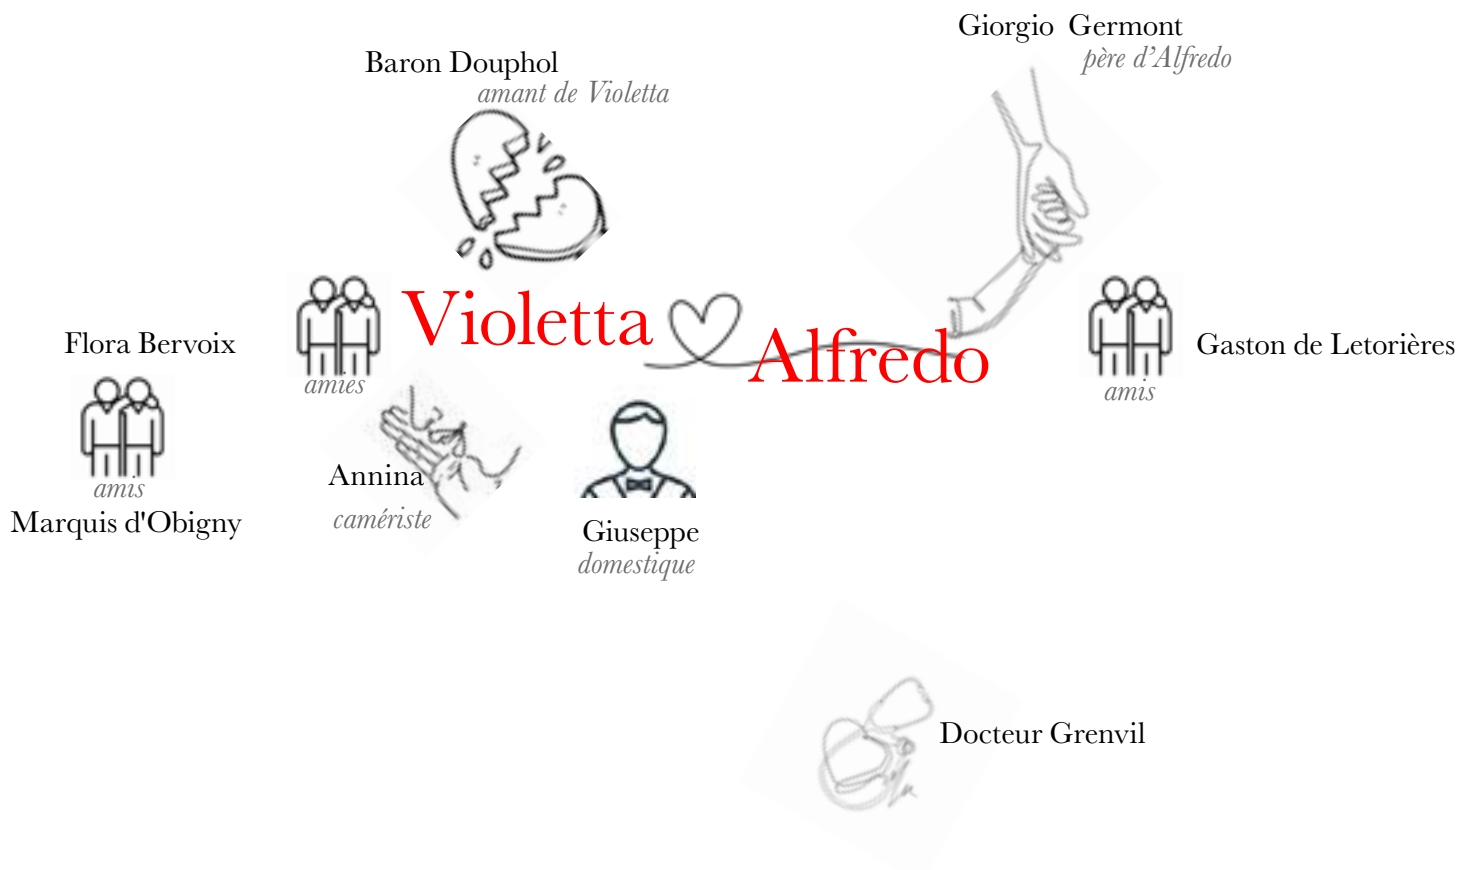 Giorgio Germont
père d'Alfredo
Baron Douphol
amant de Violetta
Violetta
Alfredo
Flora Bervoix
amies
Gaston de Letorières
amis
amis
Marquis d'Obigny
Annina
camériste
Giuseppe
domestique
Docteur Grenvil